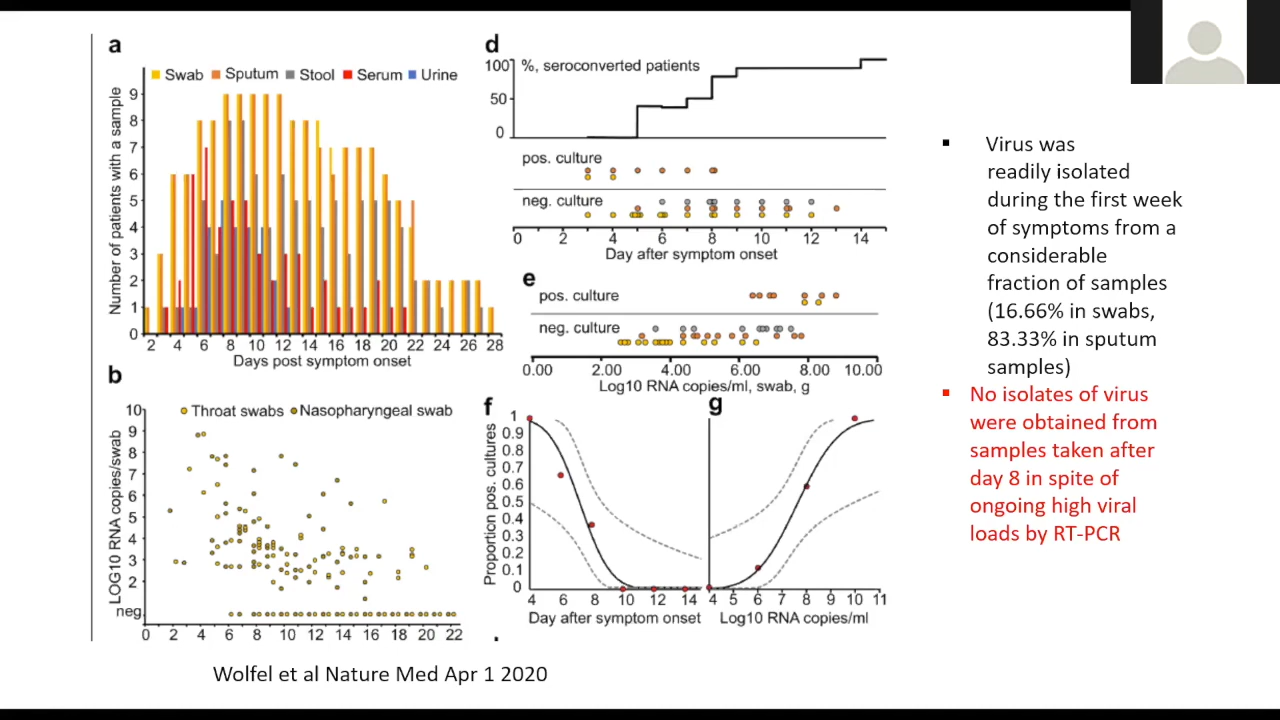 a
Swab Sputum Stool Serum Urine
Number of patients with a sample
9
8
7
6
5
4
3
2
1
0
2 4 6 8 10 12 14 16 18 20 22 24 26 28
Days post symptom onset
b
Throat swabs Nasopharyngeal swab
LOG10 RNA copies/swab
10
9
8
7
6
5
4
3
2
neg
0 2 4 6 8 10 12 14 16 18 20 22
d
%, seroconverted patients
100
50
0
pos. culture
neg. culture
0 2 4 6 8 10 12 14
Day after symptom onset
e
pos. culture
neg. culture
0.00 2.00 4.00 6.00 8.00 10.00
Log10 RNA copies/ml, swab, g
f
Proportion pos. cultures
1
0.9
0.8
0.7
0.6
0.5
0.4
0.3
0.2
0.1
0
4 6 8 10 12 14
Day after symptom onset
g
4 5 6 7 8 9 10 11
Log10 RNA copies/ml
Wolfel et al Nature Med Apr 1 2020
▪ Virus was
readily isolated
during the first week
of symptoms from a
considerable
fraction of samples
(16.66% in swabs,
83.33% in sputum
samples)
▪ No isolates of virus
were obtained from
samples taken after
day 8 in spite of
ongoing high viral
loads by RT-PCR